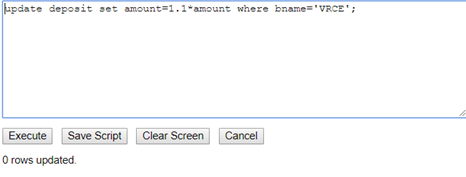 update deposit set amount=1.1*amount where bname='VRCE';
Execute Save Script Clear Screen Cancel
0 rows updated.